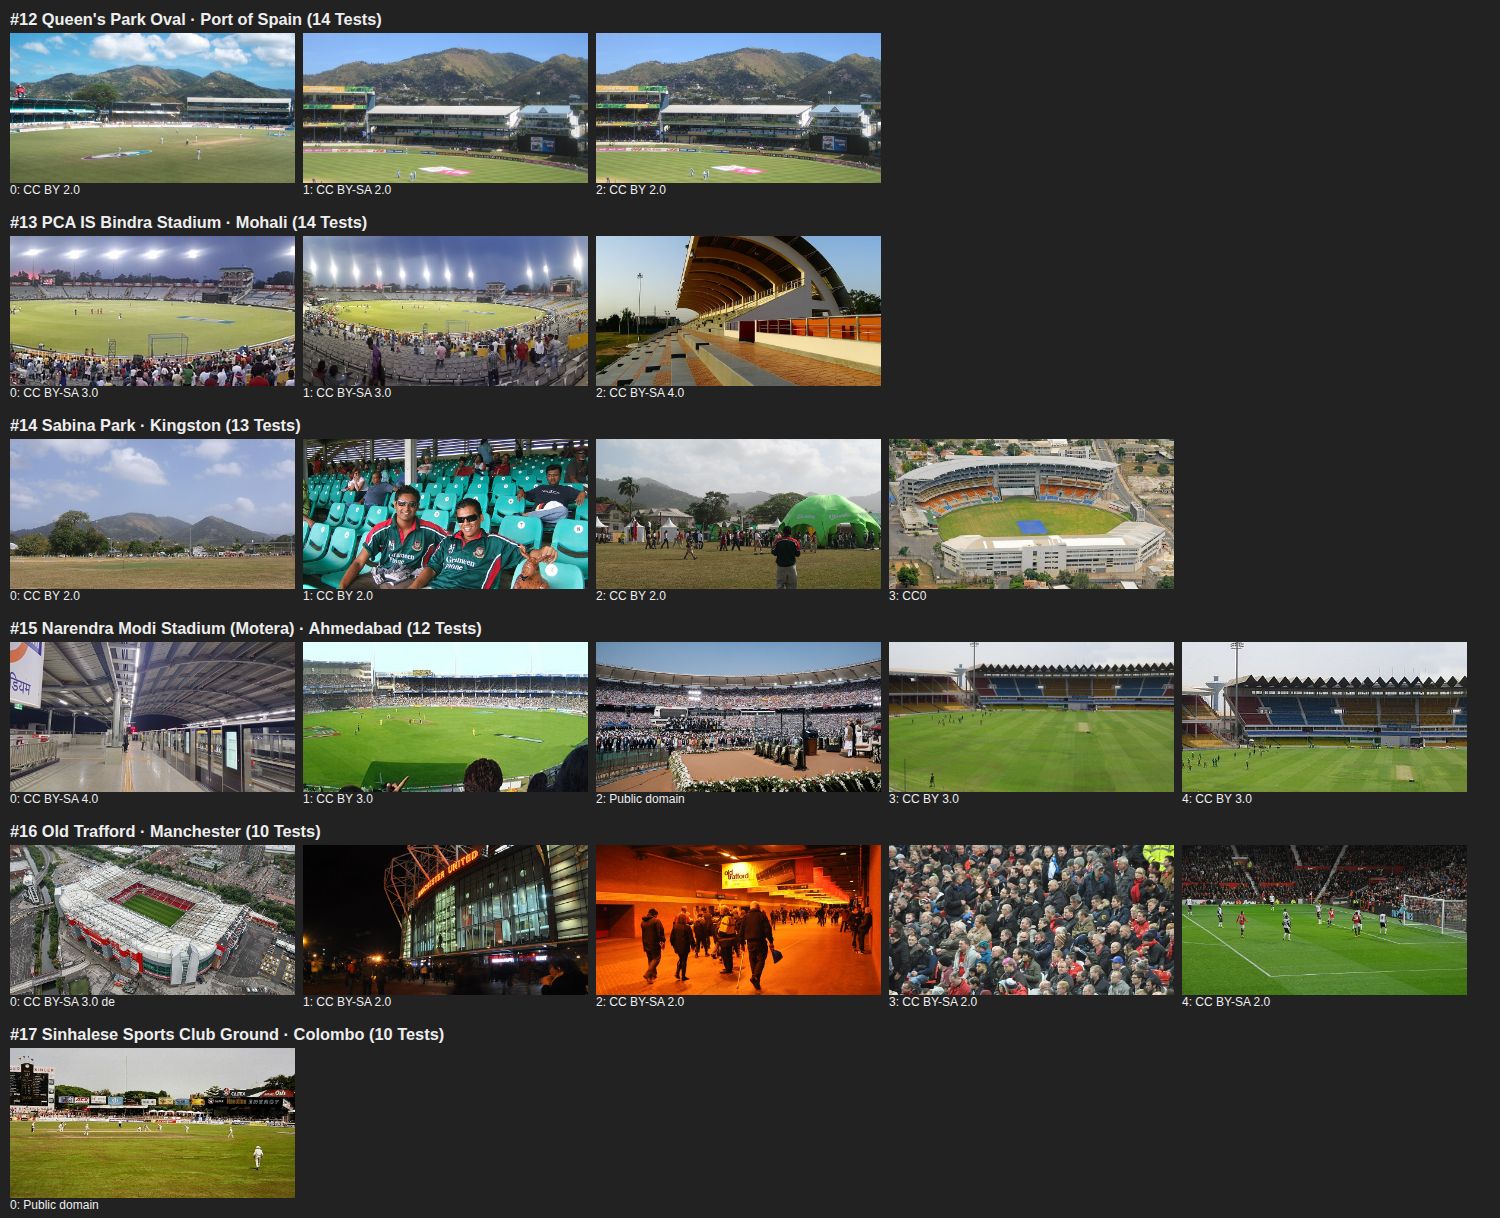 #12 Queen's Park Oval · Port of Spain (14 Tests)
0: CC BY 2.0
1: CC BY-SA 2.0
2: CC BY 2.0
#13 PCA IS Bindra Stadium · Mohali (14 Tests)
0: CC BY-SA 3.0
1: CC BY-SA 3.0
2: CC BY-SA 4.0
#14 Sabina Park · Kingston (13 Tests)
Grameen
phone
Grameen
phone
0: CC BY 2.0
1: CC BY 2.0
2: CC BY 2.0
3: CC0
#15 Narendra Modi Stadium (Motera) · Ahmedabad (12 Tests)
0: CC BY-SA 4.0
1: CC BY 3.0
2: Public domain
3: CC BY 3.0
4: CC BY 3.0
#16 Old Trafford · Manchester (10 Tests)
MANCHESTER UNITED
old
trafford
0: CC BY-SA 3.0 de
1: CC BY-SA 2.0
2: CC BY-SA 2.0
3: CC BY-SA 2.0
4: CC BY-SA 2.0
#17 Sinhalese Sports Club Ground · Colombo (10 Tests)
0: Public domain